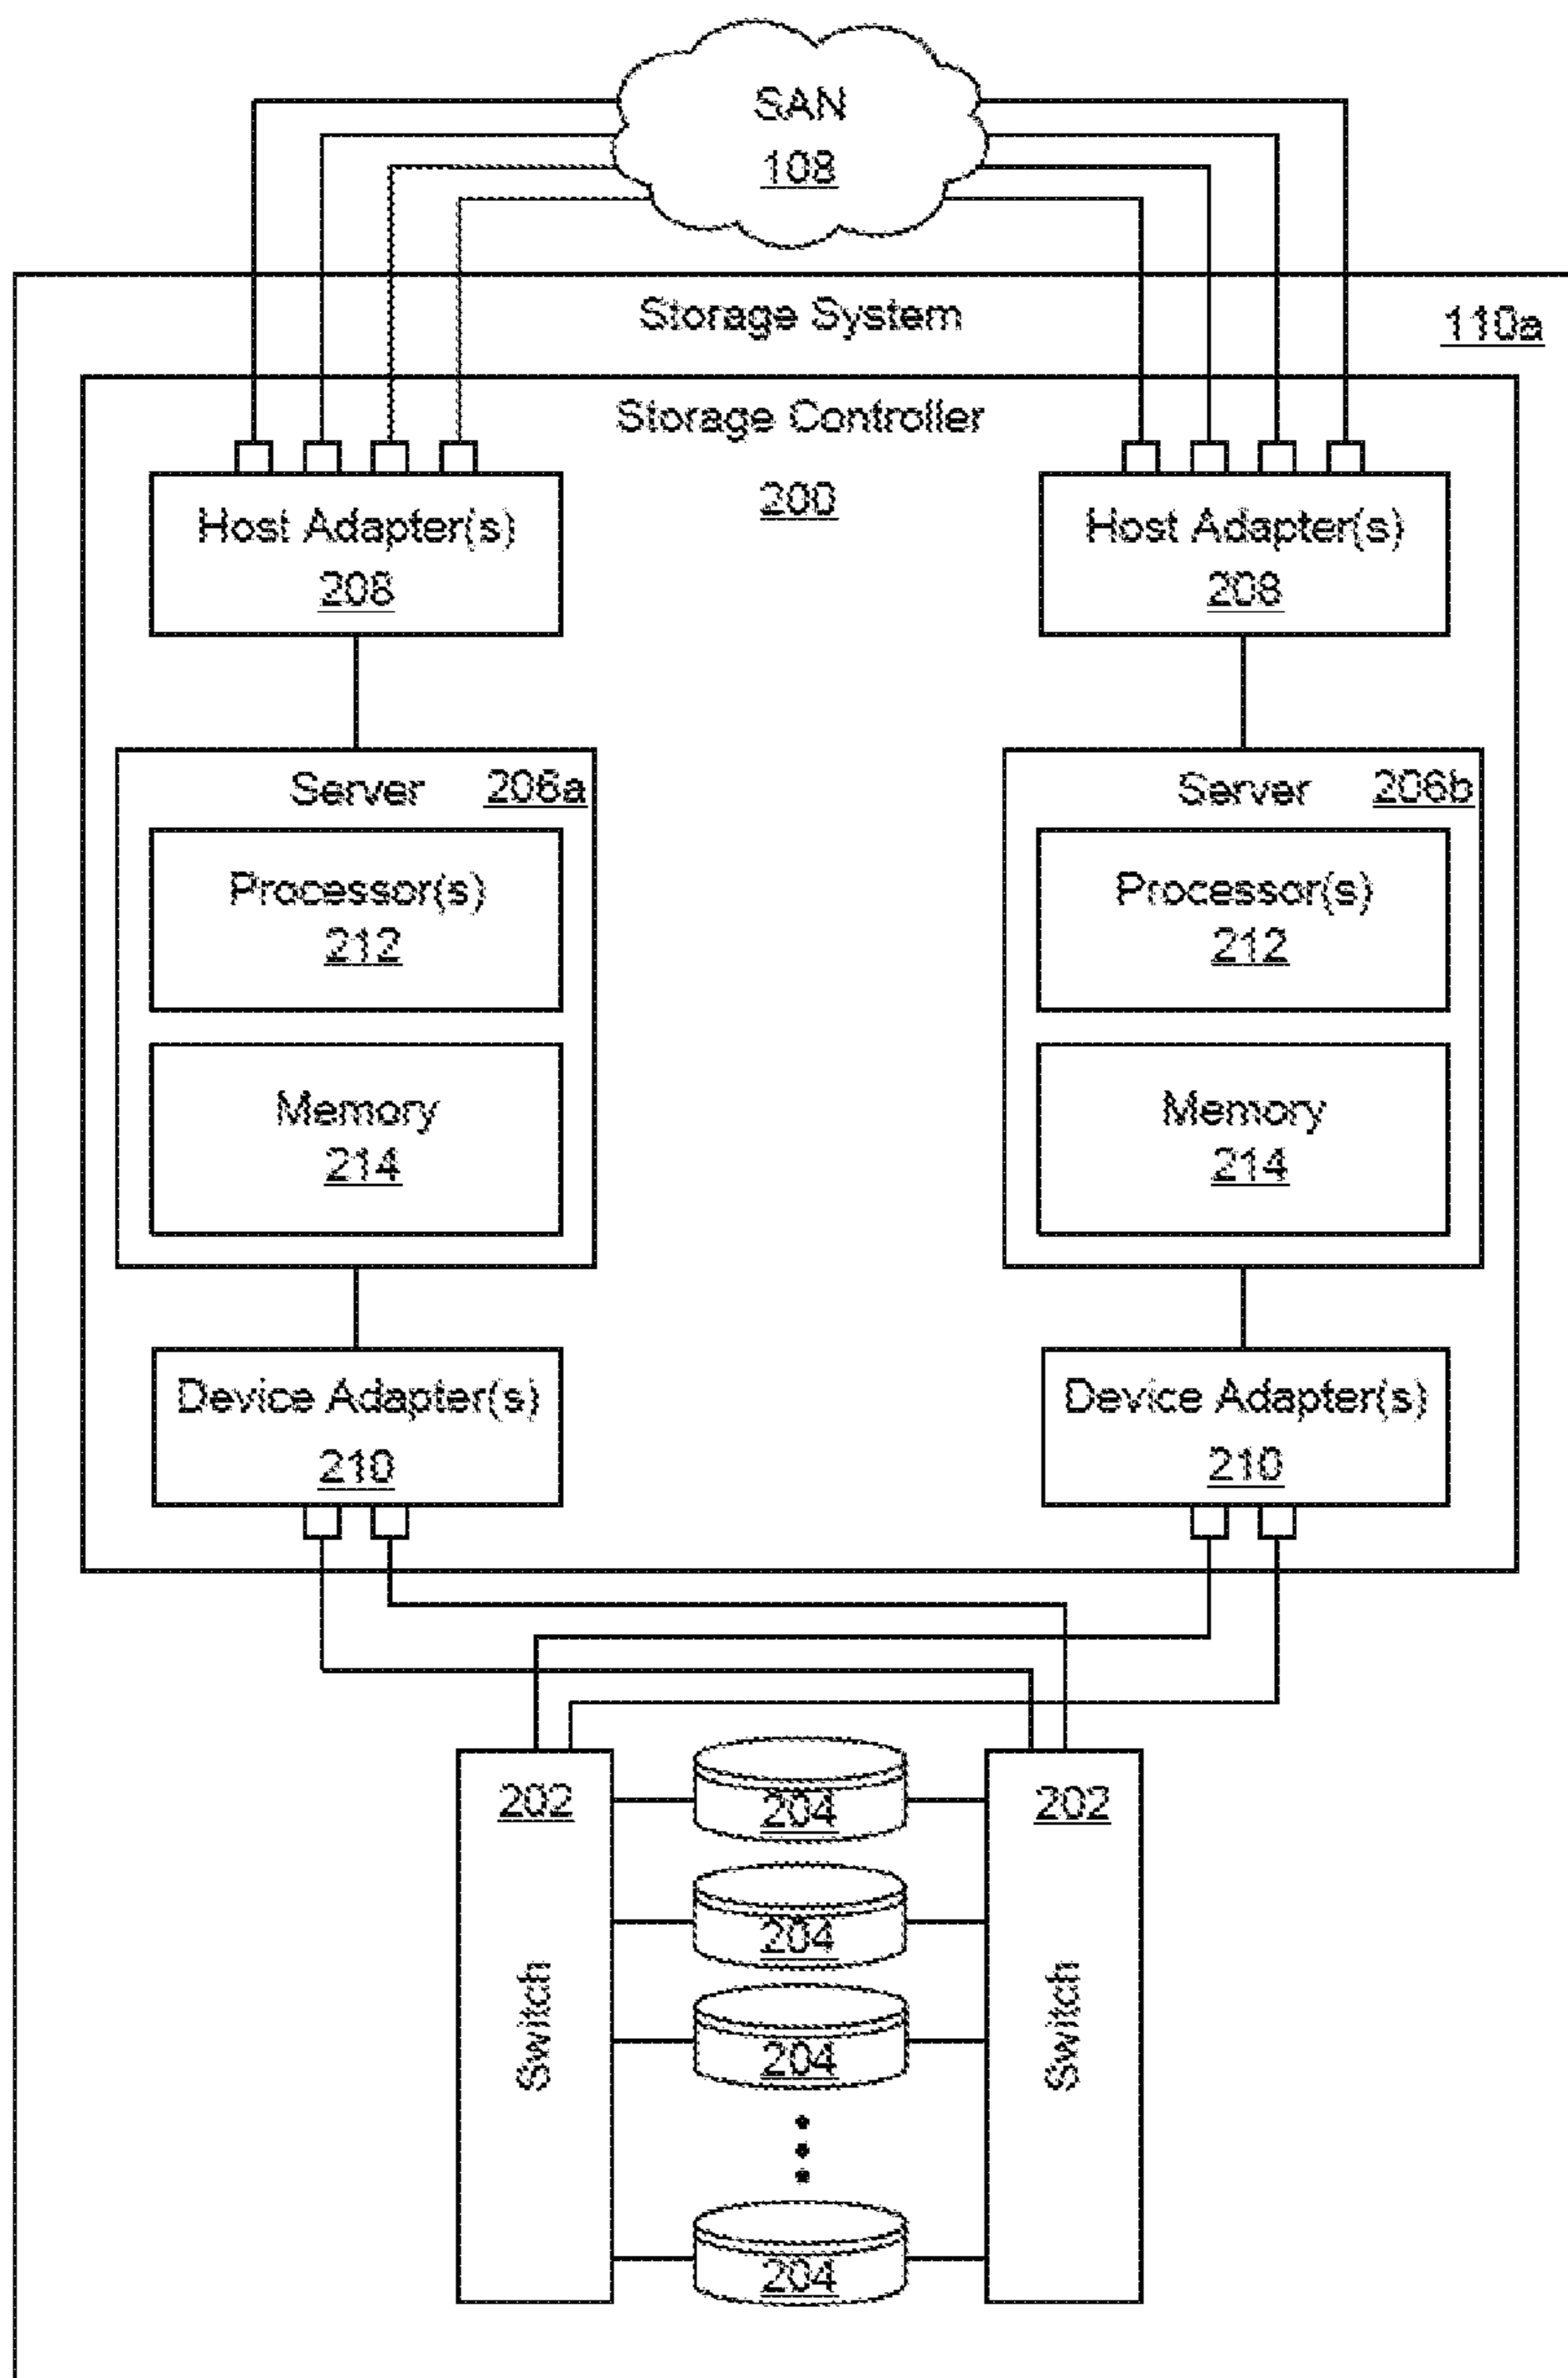 SAN
108
Storage System
110a
Storage Controller
200
Host Adapter(s)
208
Host Adapter(s)
208
Server
206a
Processor(s)
212
Memory
214
Server
206b
Processor(s)
212
Memory
214
Device Adapter(s)
210
Device Adapter(s)
210
202
Switch
204
204
204
204
202
Switch